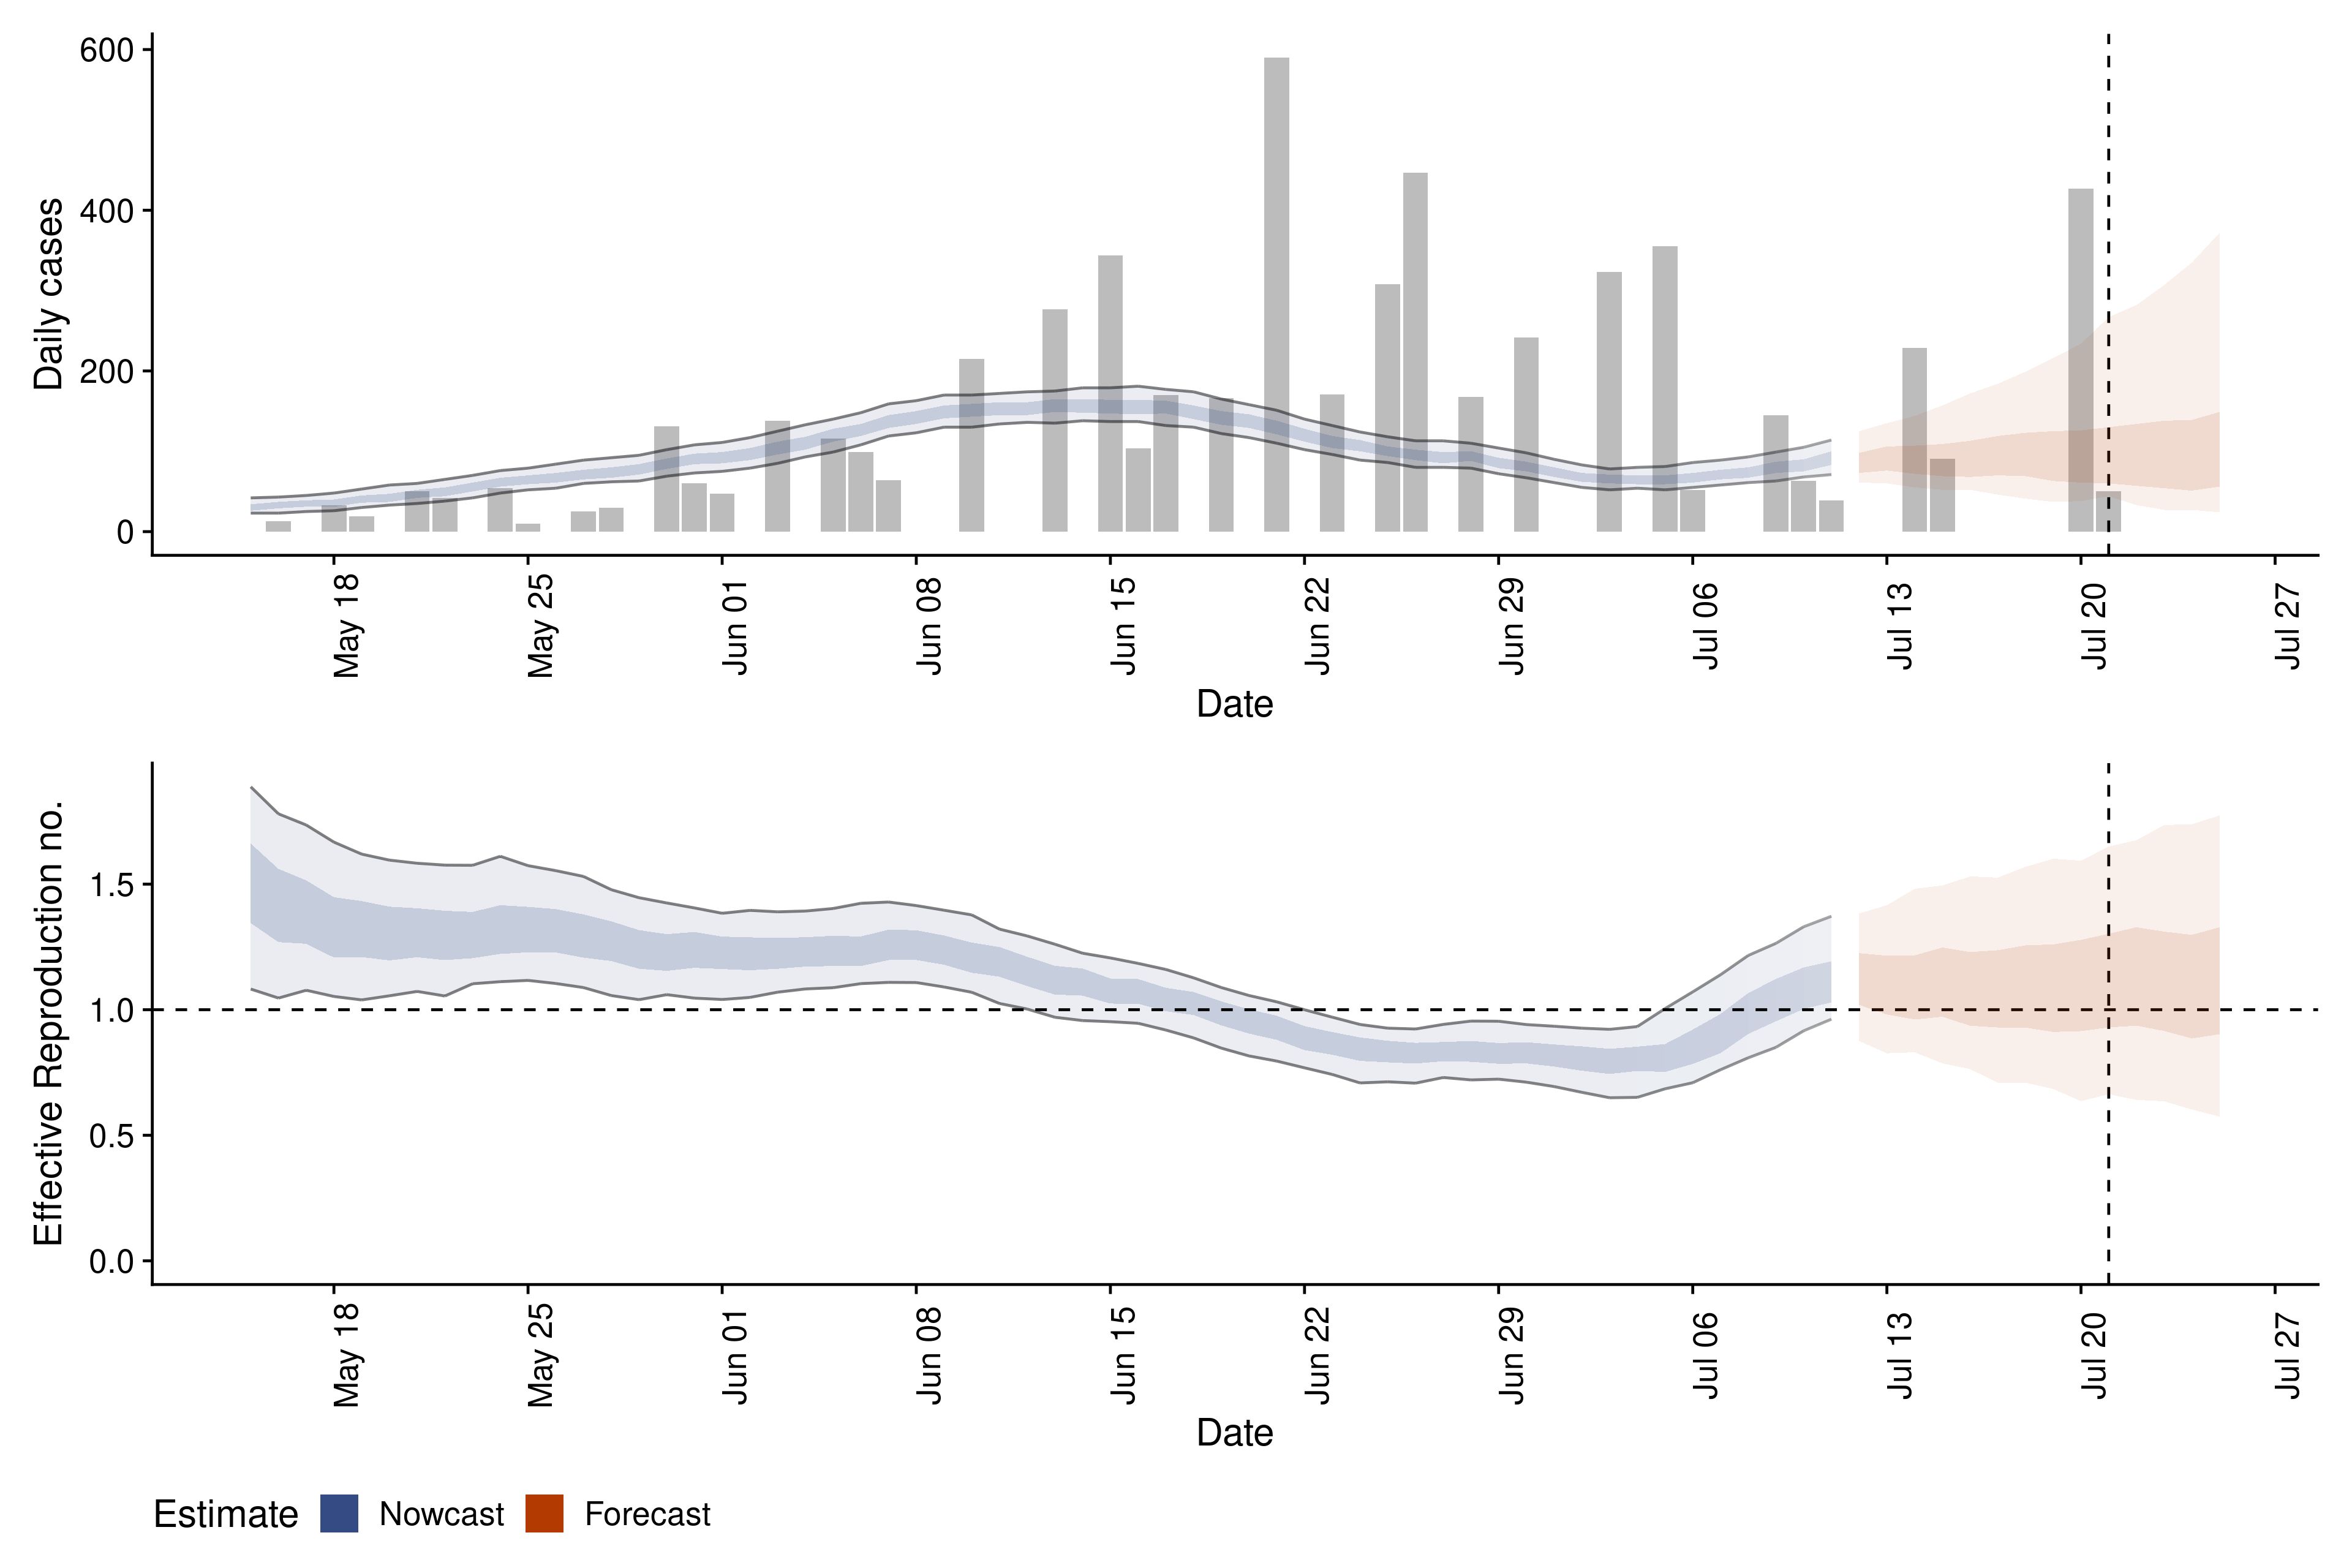 Daily cases
600
400
200
0
May 18
May 25
Jun 01
Jun 08
Jun 15
Jun 22
Jun 29
Jul 06
Jul 13
Jul 20
Jul 27
Date
Effective Reproduction no.
1.5
1.0
0.5
0.0
May 18
May 25
Jun 01
Jun 08
Jun 15
Jun 22
Jun 29
Jul 06
Jul 13
Jul 20
Jul 27
Date
Estimate Nowcast Forecast